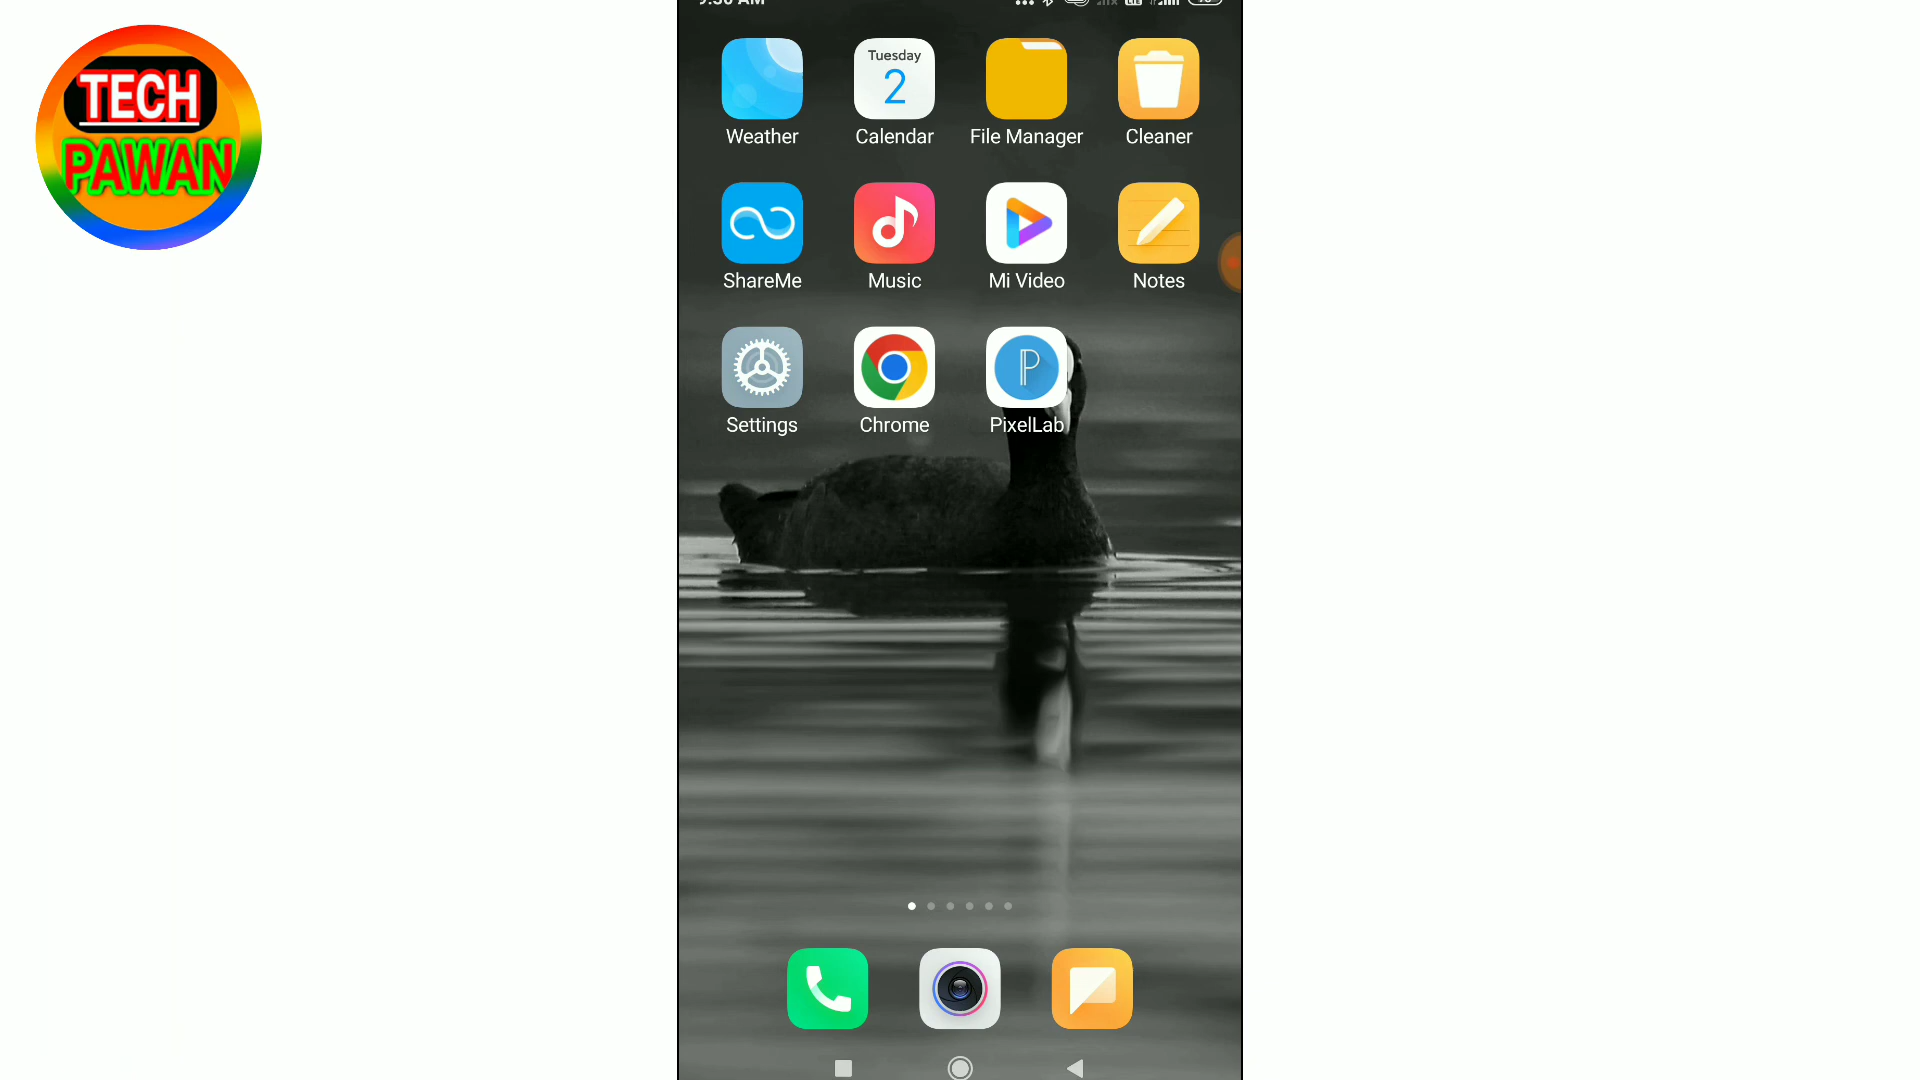 TECH
PAWAN
Tuesday
2
Weather
Calendar
File Manager
Cleaner
ShareMe
Music
Mi Video
Notes
P
Settings
Chrome
PixelLab